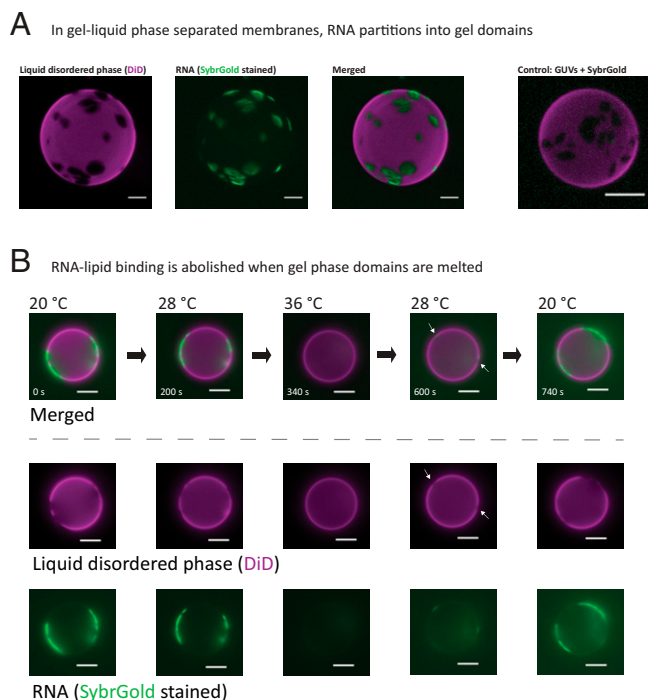 A In gel-liquid phase separated membranes, RNA partitions into gel domains
Liquid disordered phase (DiD) RNA (SybrGold stained) Merged Control: GUVs + SybrGold
B RNA-lipid binding is abolished when gel phase domains are melted
20 °C 28 °C 36 °C 28 °C 20 °C
0 s 200 s 340 s 600 s 740 s
Merged
Liquid disordered phase (DiD)
RNA (SybrGold stained)